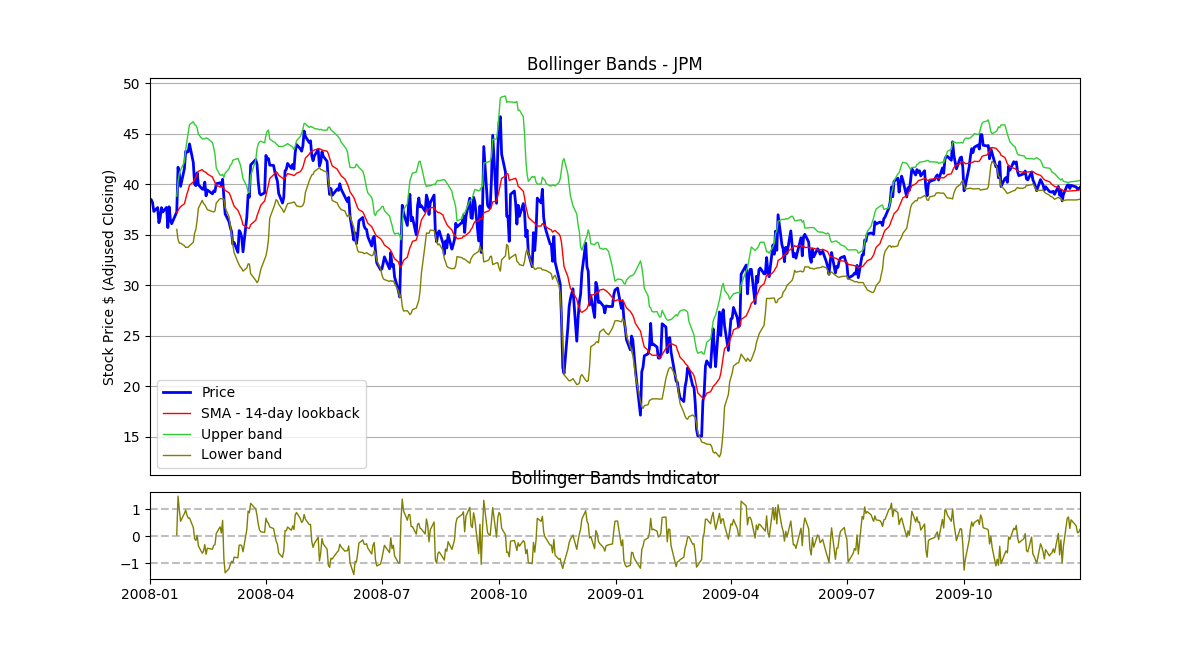 Bollinger Bands - JPM
50
45
40
35
30
25
20
15
Stock Price $ (Adjused Closing)
Price
SMA - 14-day lookback
Upper band
Lower band
Bollinger Bands Indicator
1
0
−1
2008-01 2008-04 2008-07 2008-10 2009-01 2009-04 2009-07 2009-10